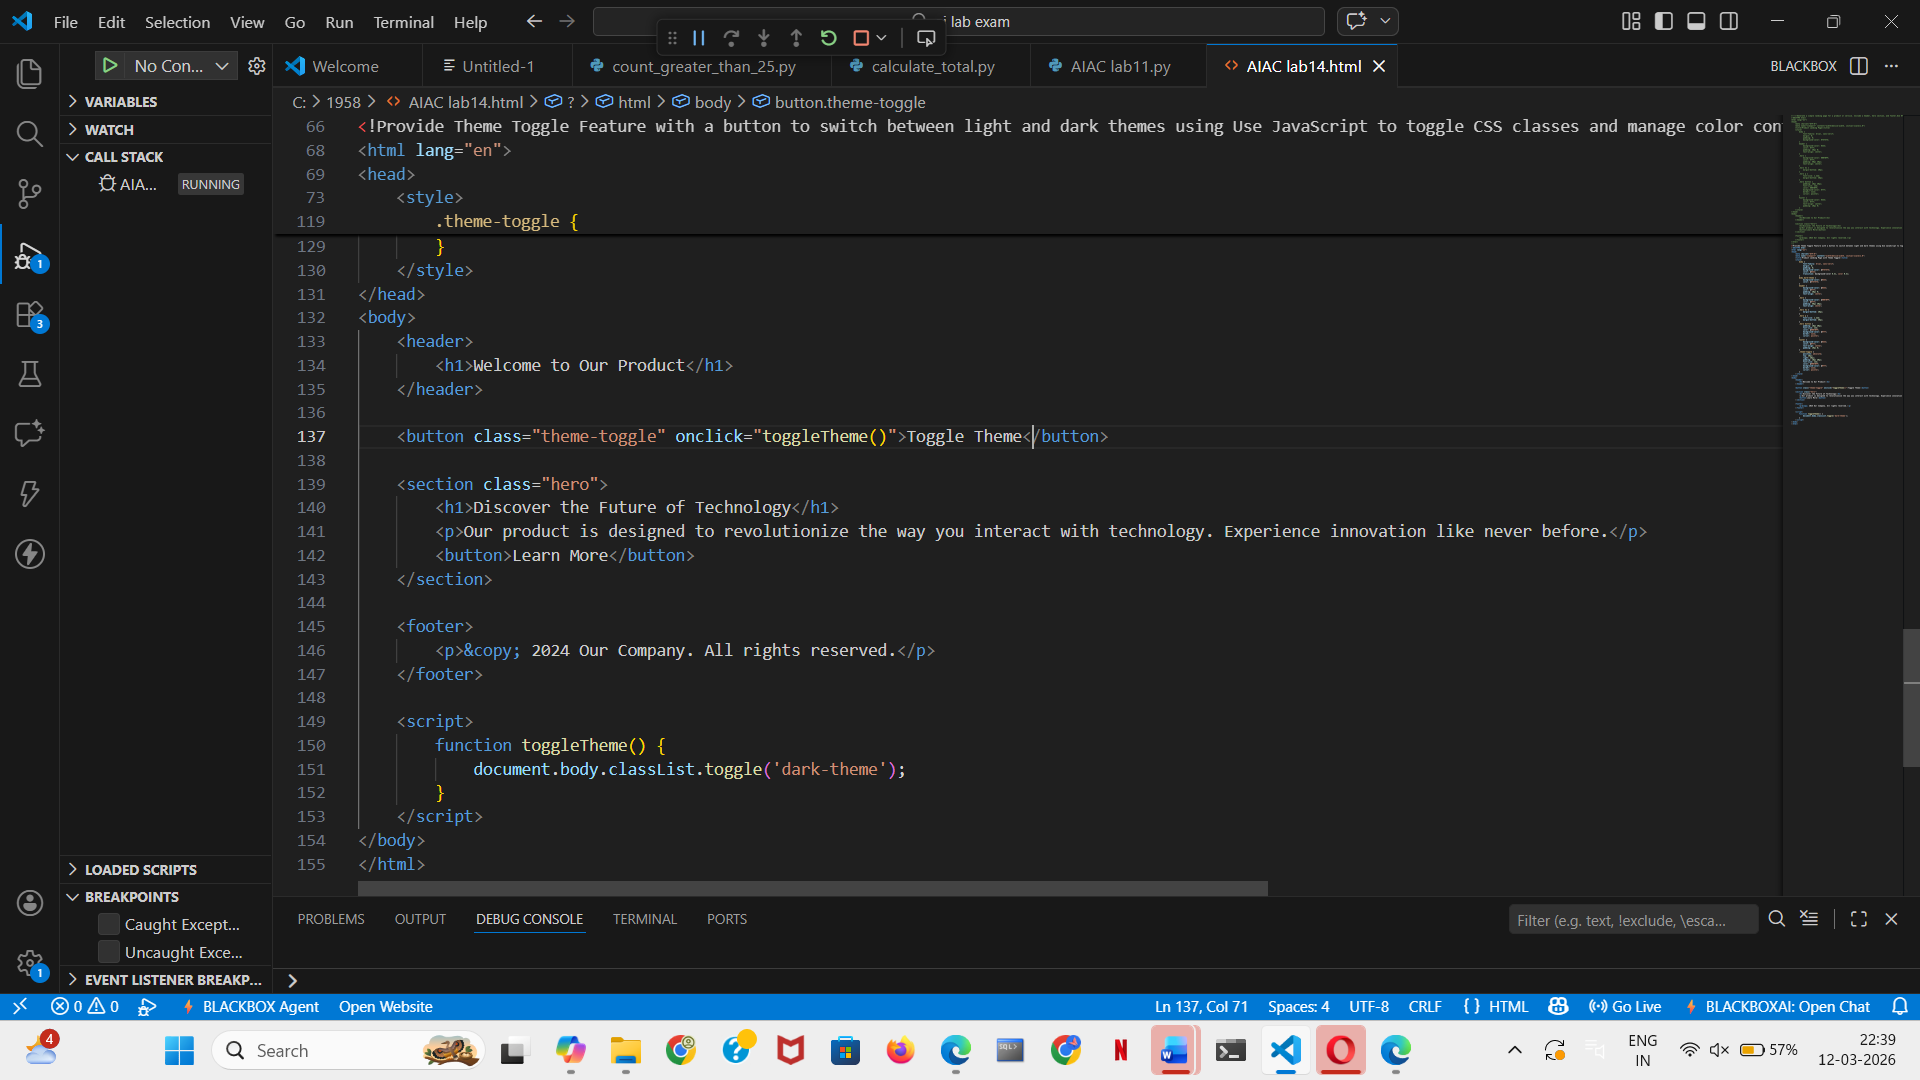 File Edit Selection View Go Run Terminal Help
i lab exam
No Con...
Welcome
Untitled-1
count_greater_than_25.py
calculate_total.py
AIAC lab11.py
AIAC lab14.html
BLACKBOX
C: > 1958 > AIAC lab14.html > ? > html > body > button.theme-toggle
VARIABLES
WATCH
CALL STACK
AIA... RUNNING
1
3
66 <!Provide Theme Toggle Feature with a button to switch between light and dark themes using Use JavaScript to toggle CSS classes and manage color con
68 <html lang="en">
69 <head>
73     <style>
119         .theme-toggle {
129         }
130     </style>
131 </head>
132 <body>
133     <header>
134         <h1>Welcome to Our Product</h1>
135     </header>
136
137     <button class="theme-toggle" onclick="toggleTheme()">Toggle Theme</button>
138
139     <section class="hero">
140         <h1>Discover the Future of Technology</h1>
141         <p>Our product is designed to revolutionize the way you interact with technology. Experience innovation like never before.</p>
142         <button>Learn More</button>
143     </section>
144
145     <footer>
146         <p>&copy; 2024 Our Company. All rights reserved.</p>
147     </footer>
148
149     <script>
150         function toggleTheme() {
151             document.body.classList.toggle('dark-theme');
152         }
153     </script>
154 </body>
155 </html>
LOADED SCRIPTS
BREAKPOINTS
Caught Except...
Uncaught Exce...
EVENT LISTENER BREAKP...
1
PROBLEMS OUTPUT DEBUG CONSOLE TERMINAL PORTS
Filter (e.g. text, !exclude, \esca...
0 0 BLACKBOX Agent Open Website
Ln 137, Col 71 Spaces: 4 UTF-8 CRLF {} HTML Go Live BLACKBOXAI: Open Chat
4
Search
SQL>
N
W
ENG
IN
57%
22:39
12-03-2026